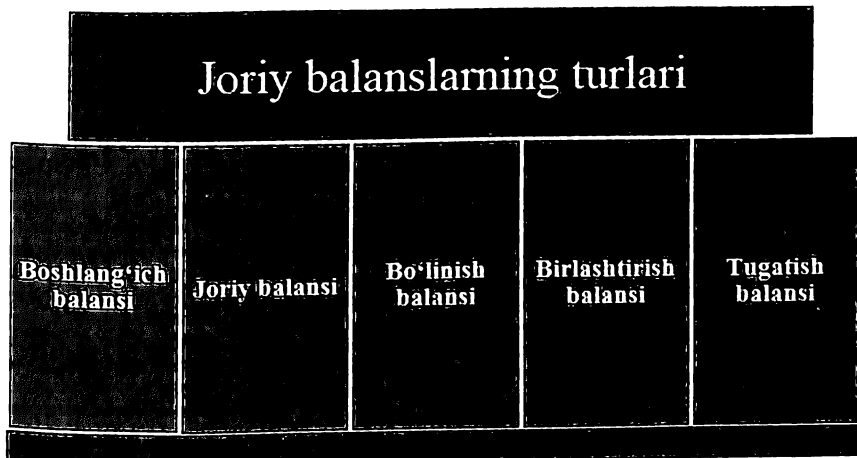 Joriy balanslarning turlari
Boshlang‘ich
balansi
Joriy balansi
Bo‘linish
balansi
Birlashtirish
balansi
Tugatish
balansi